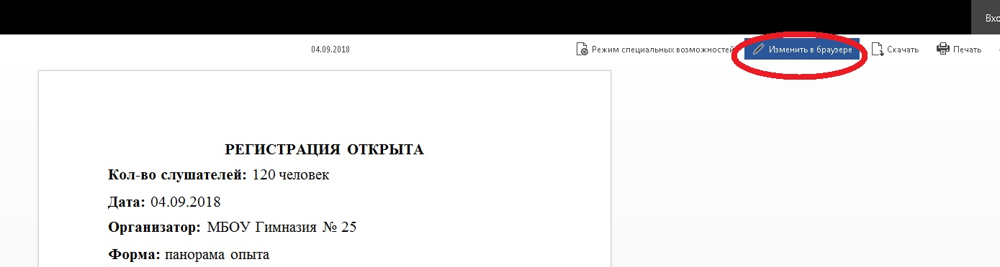 Вхо
04.09.2018 Режим специальных возможностей Изменить в браузере Скачать Печать
РЕГИСТРАЦИЯ ОТКРЫТА
Кол-во слушателей: 120 человек
Дата: 04.09.2018
Организатор: МБОУ Гимназия № 25
Форма: панорама опыта